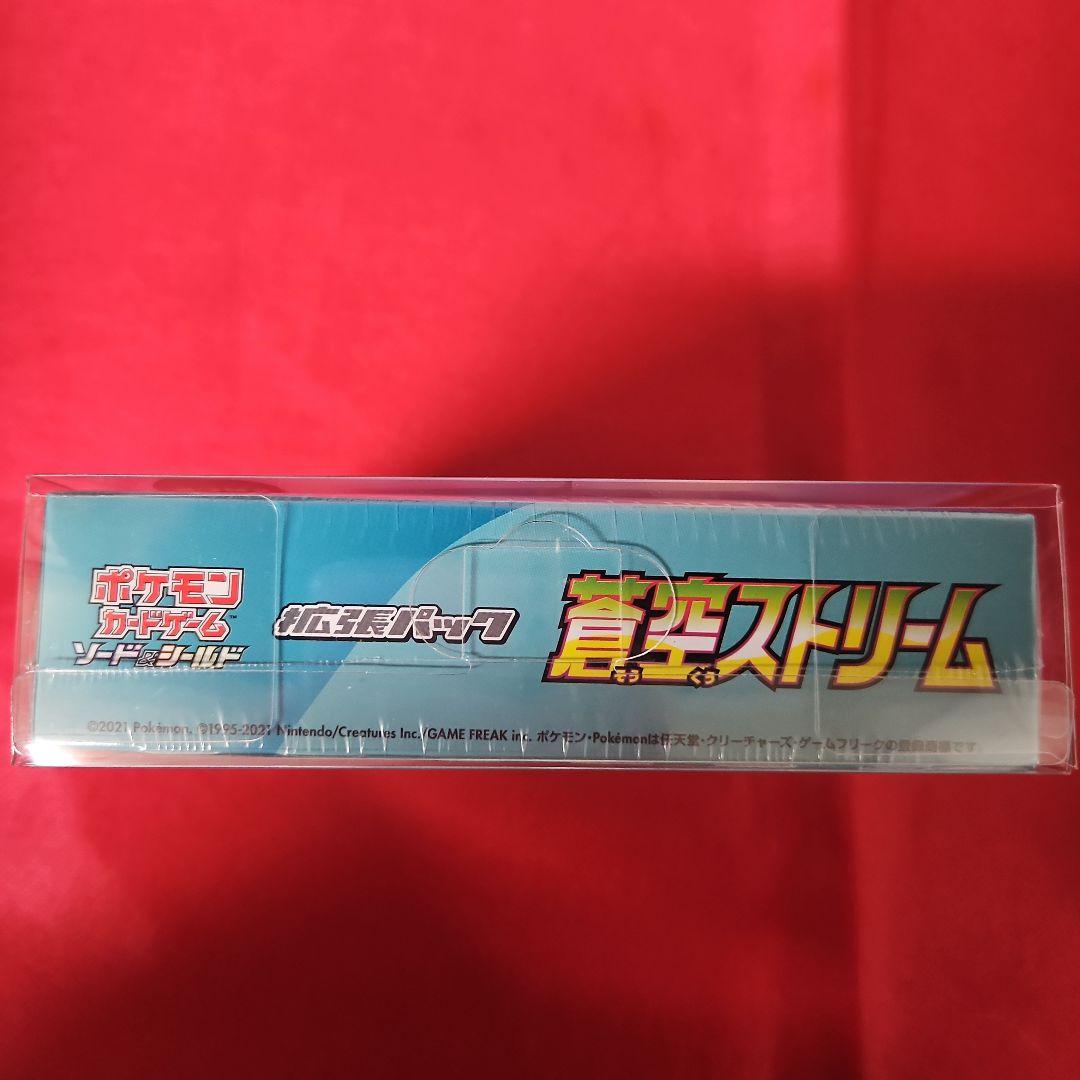 ポケモン
カードゲーム™
ソード&シールド
拡張パック
蒼空ストリーム
そう くう
©2021 Pokémon. ©1995-2021 Nintendo/Creatures Inc./GAME FREAK inc. ポケモン・Pokémonは任天堂・クリーチャーズ・ゲームフリークの登録商標です。